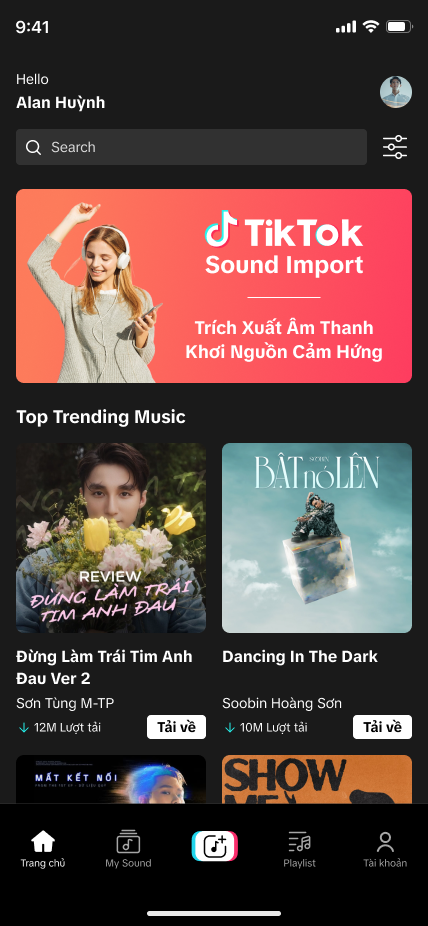 9:41
Hello
Alan Huỳnh
Search
TikTok
Sound Import
Trích Xuất Âm Thanh
Khơi Nguồn Cảm Hứng
Top Trending Music
REVIEW
ĐỪNG LÀM TRÁI
TIM ANH ĐAU
BẬT nó LÊN
SOOBIN
Đừng Làm Trái Tim Anh
Đau Ver 2
Sơn Tùng M-TP
12M Lượt tải
Tải về
Dancing In The Dark
Soobin Hoàng Sơn
10M Lượt tải
Tải về
MẤT KẾT NỐI
SHOW
ME
Trang chủ
My Sound
Playlist
Tài khoản